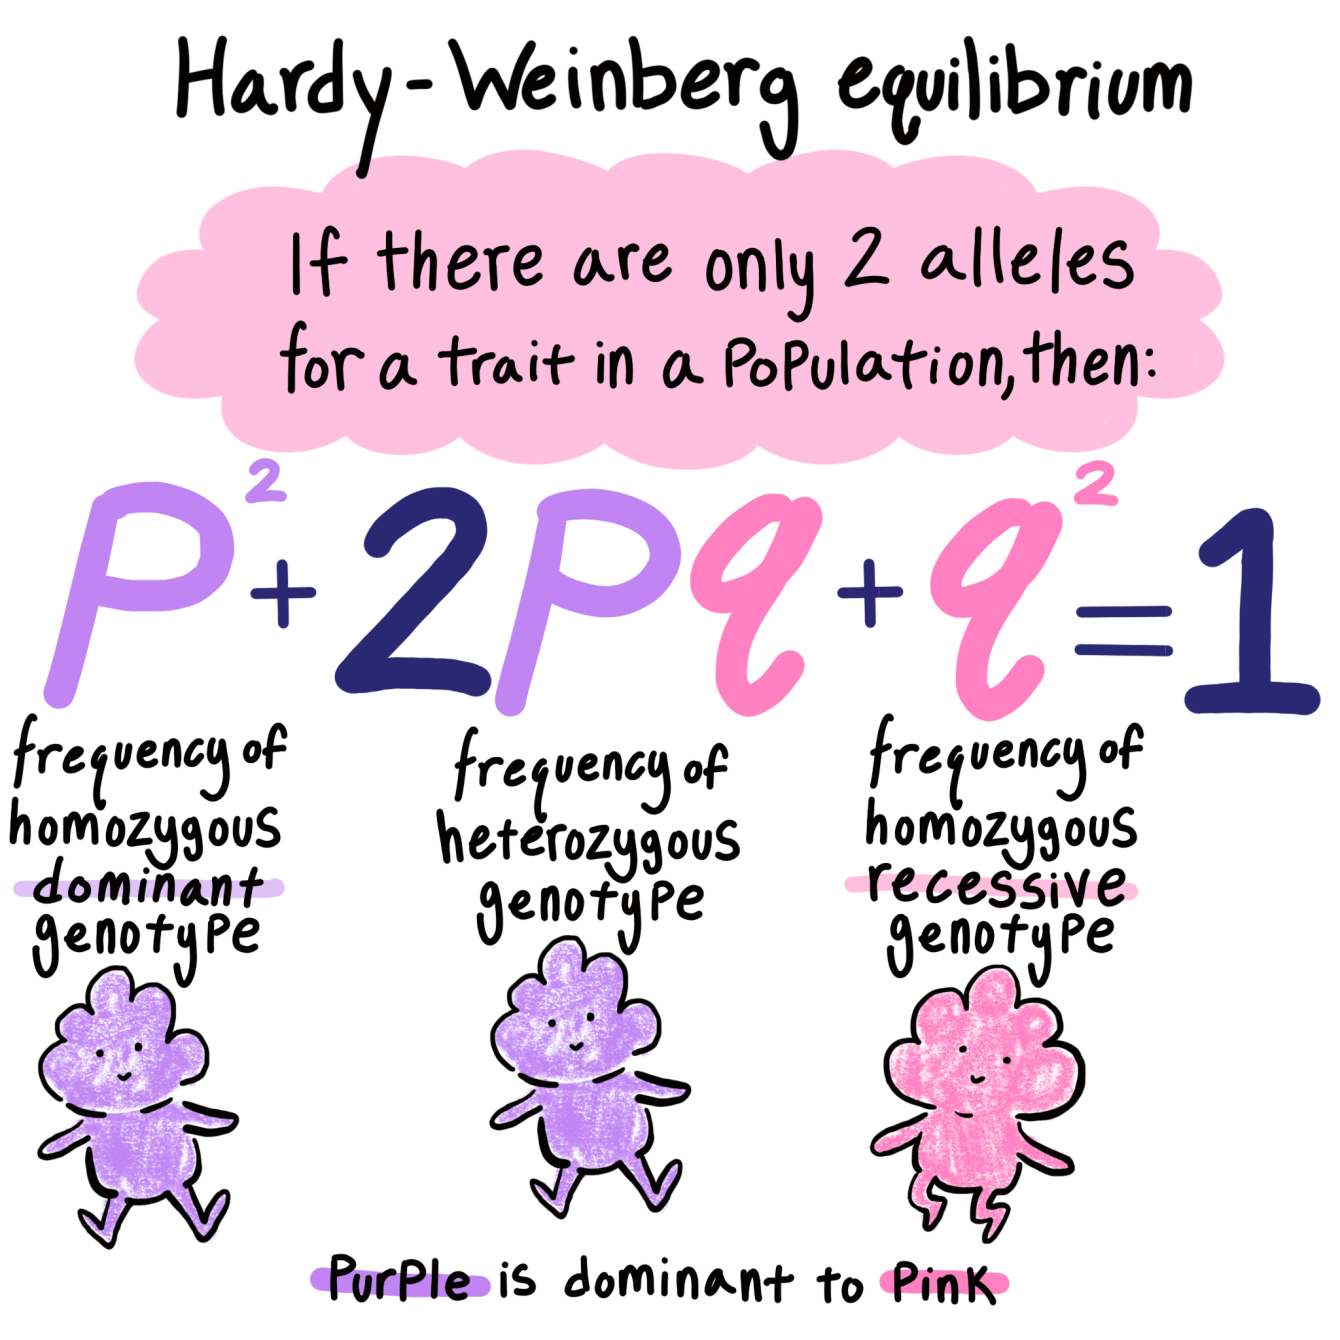 Hardy-Weinberg equilibrium
If there are only 2 alleles
for a trait in a Population, then:
p² + 2pq + q² = 1
frequency of
homozygous
dominant
genotype
frequency of
heterozygous
genotype
frequency of
homozygous
recessive
genotype
Purple is dominant to Pink